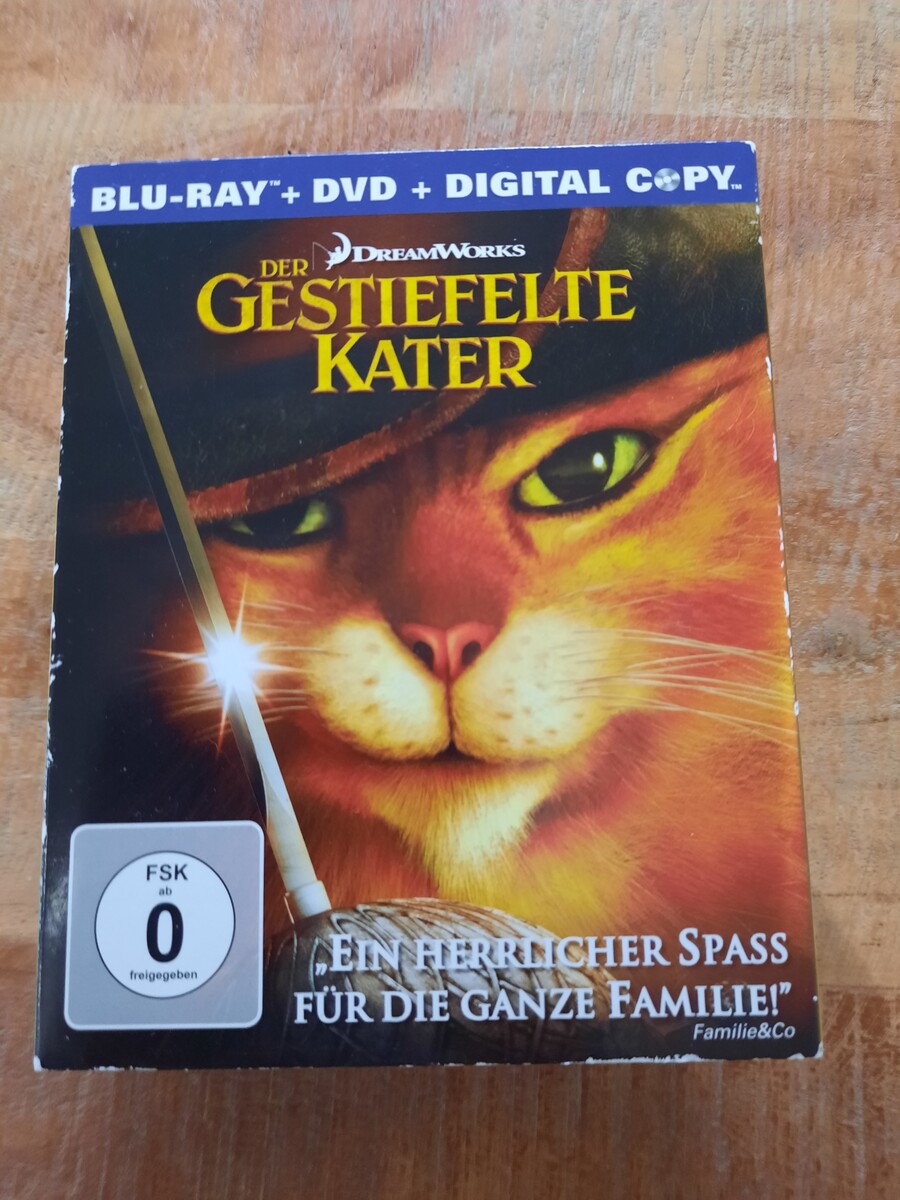 BLU-RAY™ + DVD + DIGITAL COPY™
DREAMWORKS
DER
GESTIEFELTE
KATER
FSK
ab
0
freigegeben
„EIN HERRLICHER SPASS
FÜR DIE GANZE FAMILIE!”
Familie&Co